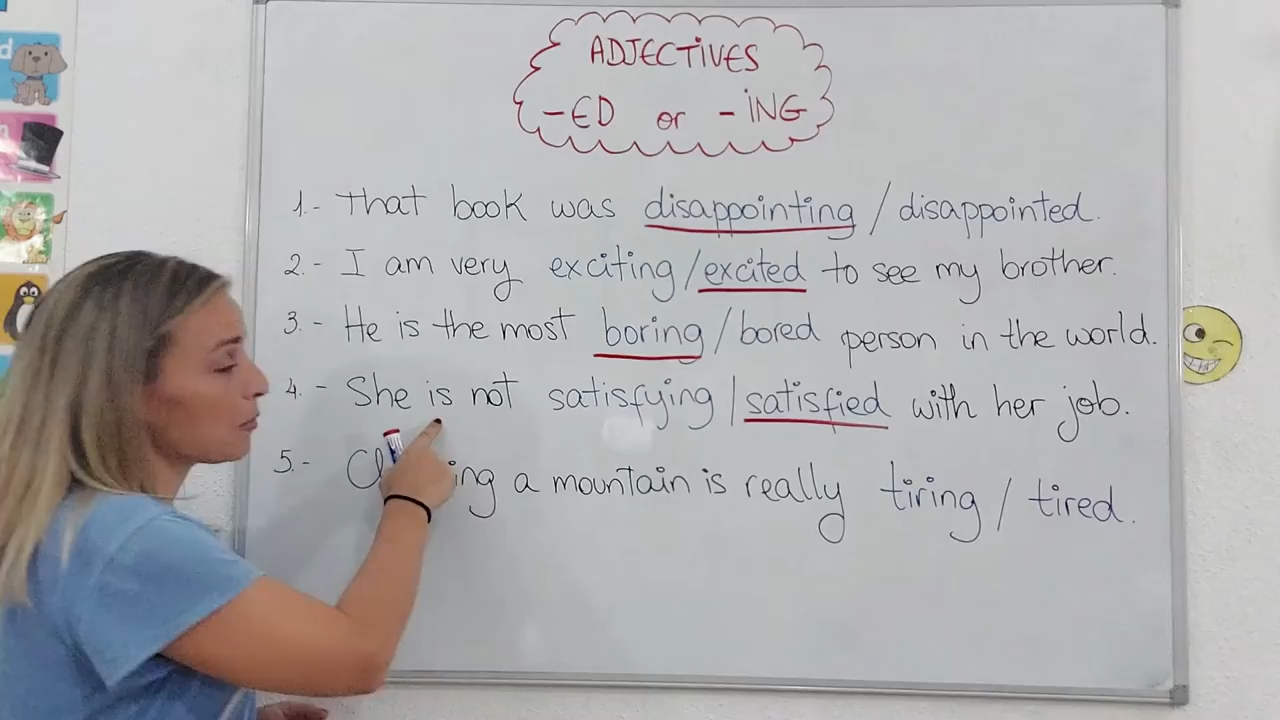 ADJECTIVES
-ED or -ING
1.- That book was disappointing / disappointed.
2.- I am very exciting / excited to see my brother.
3.- He is the most boring / bored person in the world.
4.- She is not satisfying / satisfied with her job.
5.- a mountain is really tiring / tired.